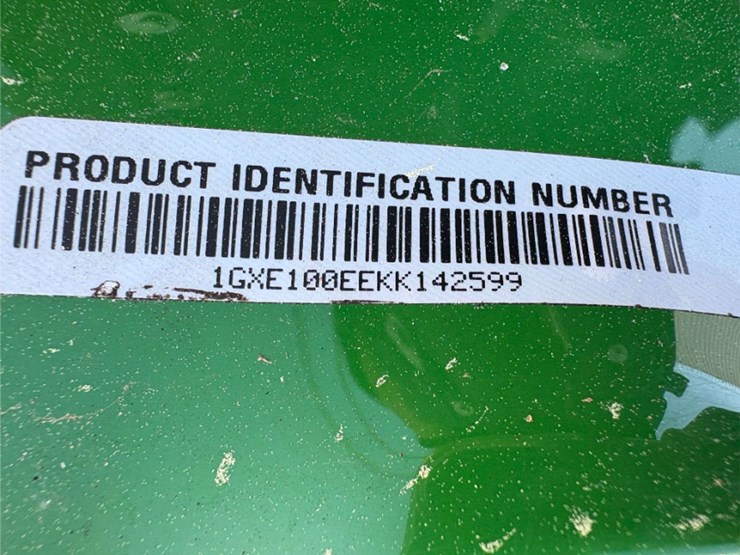 PRODUCT IDENTIFICATION NUMBER
1GXE100EEKK142599